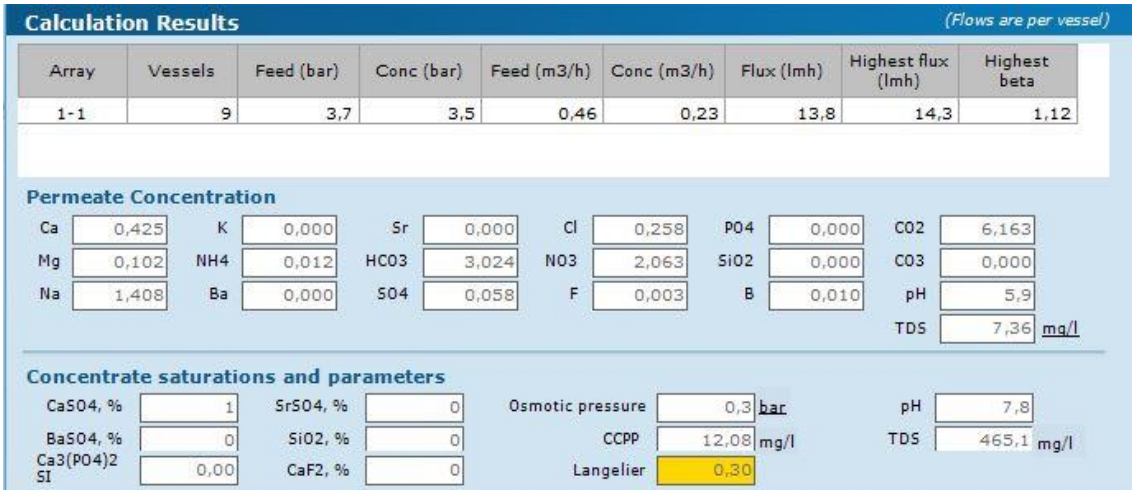 Calculation Results (Flows are per vessel)
Array Vessels Feed (bar) Conc (bar) Feed (m3/h) Conc (m3/h) Flux (lmh) Highest flux (lmh) Highest beta
1-1 9 3,7 3,5 0,46 0,23 13,8 14,3 1,12
Permeate Concentration
Ca 0,425 K 0,000 Sr 0,000 Cl 0,258 PO4 0,000 CO2 6,163
Mg 0,102 NH4 0,012 HCO3 3,024 NO3 2,063 SiO2 0,000 CO3 0,000
Na 1,408 Ba 0,000 SO4 0,058 F 0,003 B 0,010 pH 5,9
TDS 7,36 mg/l
Concentrate saturations and parameters
CaSO4, % 1 SrSO4, % 0 Osmotic pressure 0,3 bar pH 7,8
BaSO4, % 0 SiO2, % 0 CCPP 12,08 mg/l TDS 465,1 mg/l
Ca3(PO4)2 SI 0,00 CaF2, % 0 Langelier 0,30